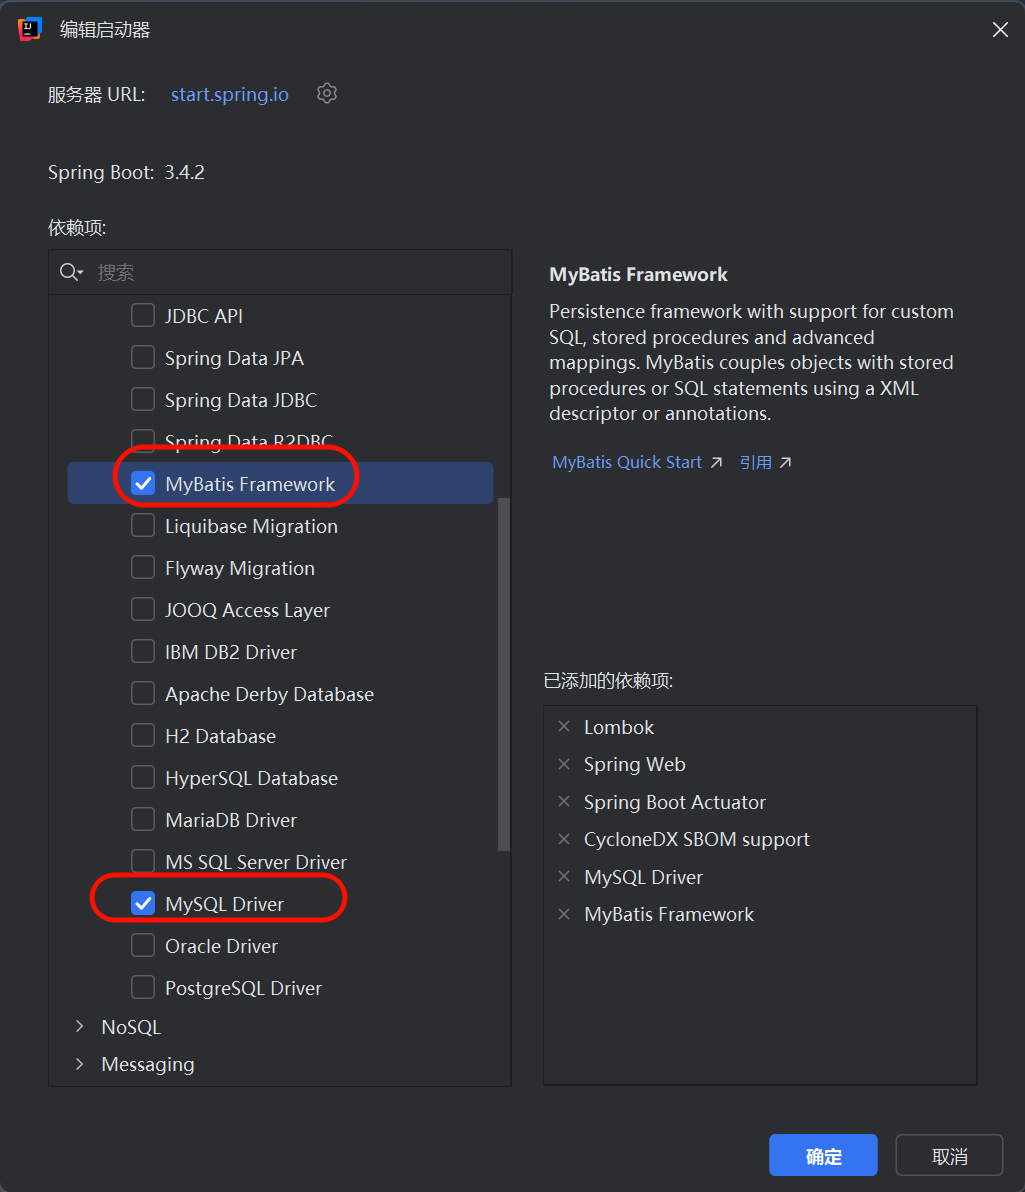 编辑启动器
服务器 URL: start.spring.io
Spring Boot: 3.4.2
依赖项:
搜索
JDBC API
Spring Data JPA
Spring Data JDBC
Spring Data R2DBC
MyBatis Framework
Liquibase Migration
Flyway Migration
JOOQ Access Layer
IBM DB2 Driver
Apache Derby Database
H2 Database
HyperSQL Database
MariaDB Driver
MS SQL Server Driver
MySQL Driver
Oracle Driver
PostgreSQL Driver
NoSQL
Messaging
MyBatis Framework
Persistence framework with support for custom
SQL, stored procedures and advanced
mappings. MyBatis couples objects with stored
procedures or SQL statements using a XML
descriptor or annotations.
MyBatis Quick Start ↗ 引用 ↗
已添加的依赖项:
Lombok
Spring Web
Spring Boot Actuator
CycloneDX SBOM support
MySQL Driver
MyBatis Framework
确定 取消